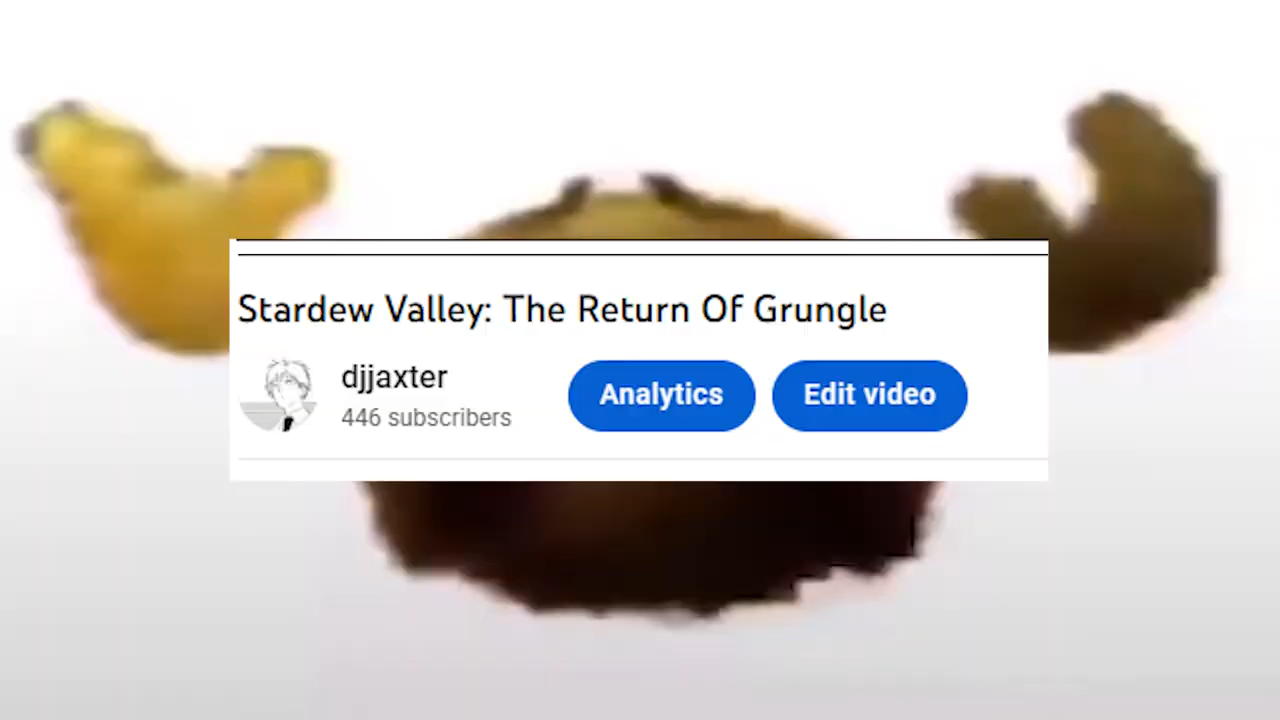 Stardew Valley: The Return Of Grungle
djjaxter
446 subscribers
Analytics
Edit video